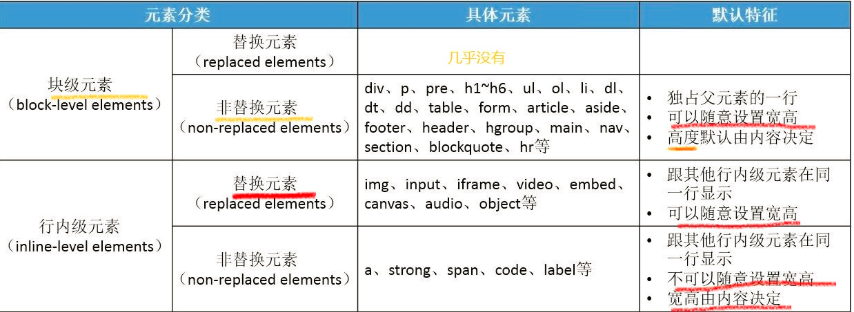 元素分类 具体元素 默认特征
块级元素
(block-level elements)
替换元素
(replaced elements)
几乎没有
非替换元素
(non-replaced elements)
div、p、pre、h1~h6、ul、ol、li、dl、
dt、dd、table、form、article、aside、
footer、header、hgroup、main、nav、
section、blockquote、hr等
• 独占父元素的一行
• 可以随意设置宽高
• 高度默认由内容决定
行内级元素
(inline-level elements)
替换元素
(replaced elements)
img、input、iframe、video、embed、
canvas、audio、object等
• 跟其他行内级元素在同
一行显示
• 可以随意设置宽高
非替换元素
(non-replaced elements)
a、strong、span、code、label等
• 跟其他行内级元素在同
一行显示
• 不可以随意设置宽高
• 宽高由内容决定